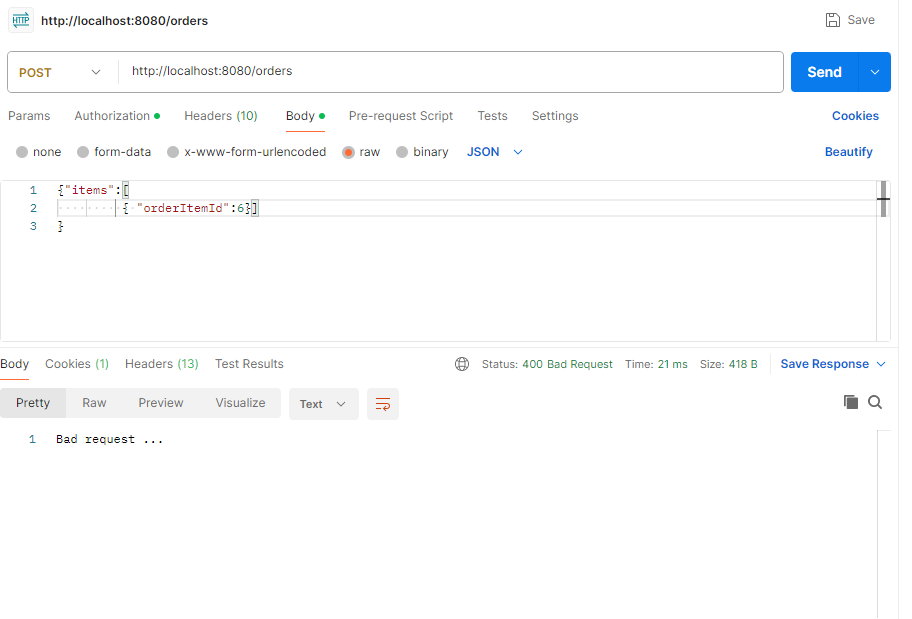 HTTP http://localhost:8080/orders Save
POST http://localhost:8080/orders Send
Params Authorization Headers (10) Body Pre-request Script Tests Settings Cookies
none form-data x-www-form-urlencoded raw binary JSON Beautify
1 {"items":[
2 { "orderItemId":6}]
3 }
Body Cookies (1) Headers (13) Test Results Status: 400 Bad Request Time: 21 ms Size: 418 B Save Response
Pretty Raw Preview Visualize Text
1 Bad request ...